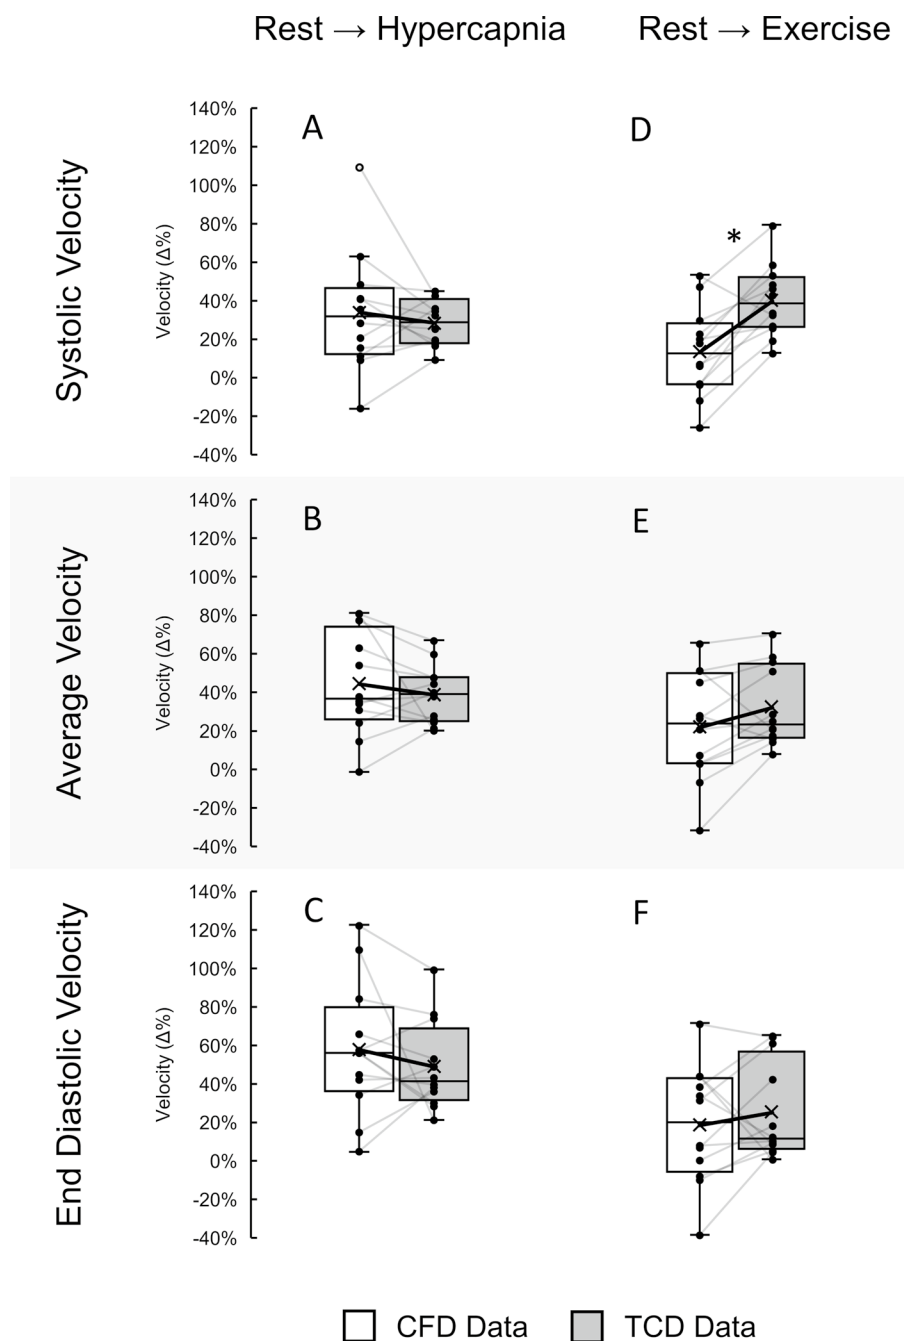 Rest → Hypercapnia
Rest → Exercise
Systolic Velocity
Velocity (Δ%)
140%
120%
100%
80%
60%
40%
20%
0%
-20%
-40%
A
D
*
Average Velocity
Velocity (Δ%)
140%
120%
100%
80%
60%
40%
20%
0%
-20%
-40%
B
E
End Diastolic Velocity
Velocity (Δ%)
140%
120%
100%
80%
60%
40%
20%
0%
-20%
-40%
C
F
CFD Data
TCD Data